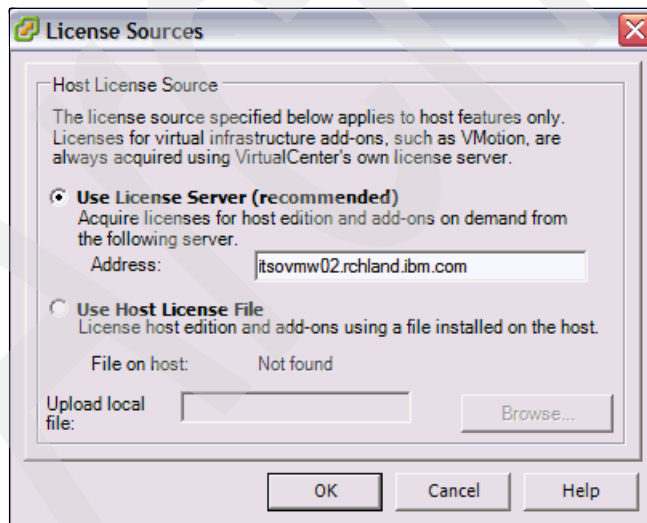 License Sources
Host License Source
The license source specified below applies to host features only.
Licenses for virtual infrastructure add-ons, such as VMotion, are
always acquired using VirtualCenter's own license server.
Use License Server (recommended)
Acquire licenses for host edition and add-ons on demand from
the following server.
Address: itsovmw02.rchland.ibm.com
Use Host License File
License host edition and add-ons using a file installed on the host.
File on host: Not found
Upload local
file:
Browse...
OK Cancel Help